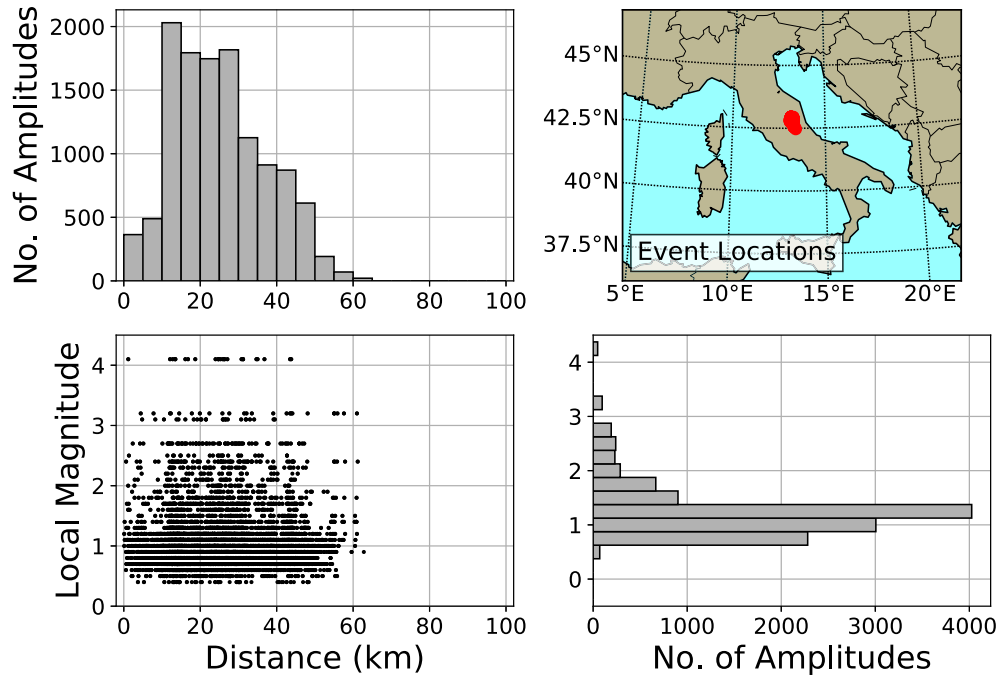 No. of Amplitudes
2000
1500
1000
500
0
0
20
40
60
80
100
45°N
42.5°N
40°N
37.5°N
Event Locations
5°E
10°E
15°E
20°E
Local Magnitude
4
3
2
1
0
0
20
40
60
80
100
Distance (km)
4
3
2
1
0
0
1000
2000
3000
4000
No. of Amplitudes